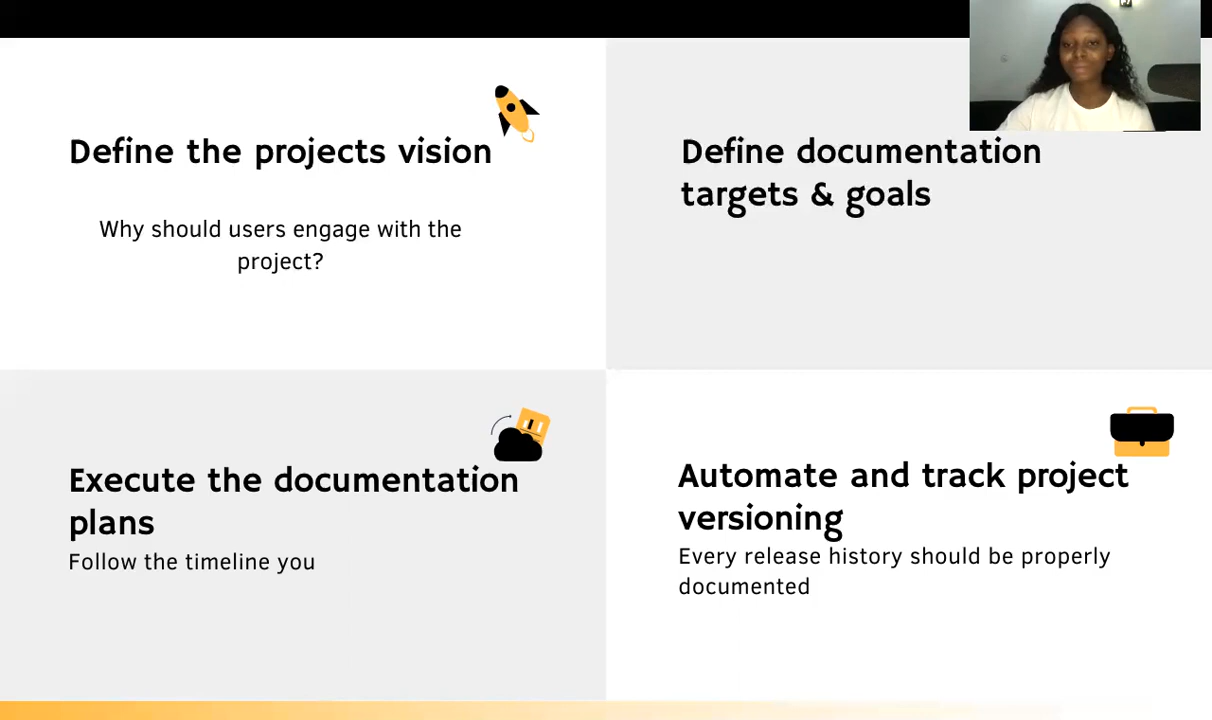 Define the projects vision
Why should users engage with the
project?
Define documentation
targets & goals
Execute the documentation
plans
Follow the timeline you
Automate and track project
versioning
Every release history should be properly
documented